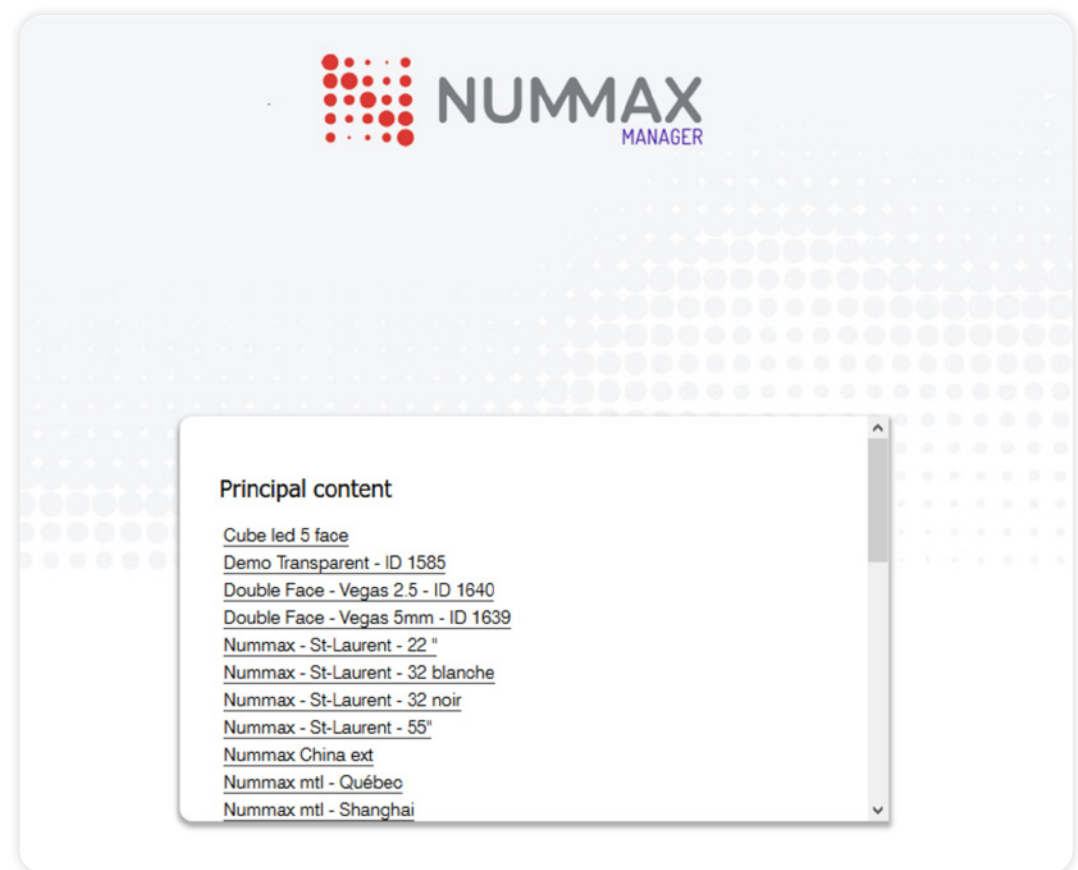 NUMMAX
MANAGER
Principal content
Cube led 5 face
Demo Transparent - ID 1585
Double Face - Vegas 2.5 - ID 1640
Double Face - Vegas 5mm - ID 1639
Nummax - St-Laurent - 22 "
Nummax - St-Laurent - 32 blanche
Nummax - St-Laurent - 32 noir
Nummax - St-Laurent - 55"
Nummax China ext
Nummax mtl - Québec
Nummax mtl - Shanghai